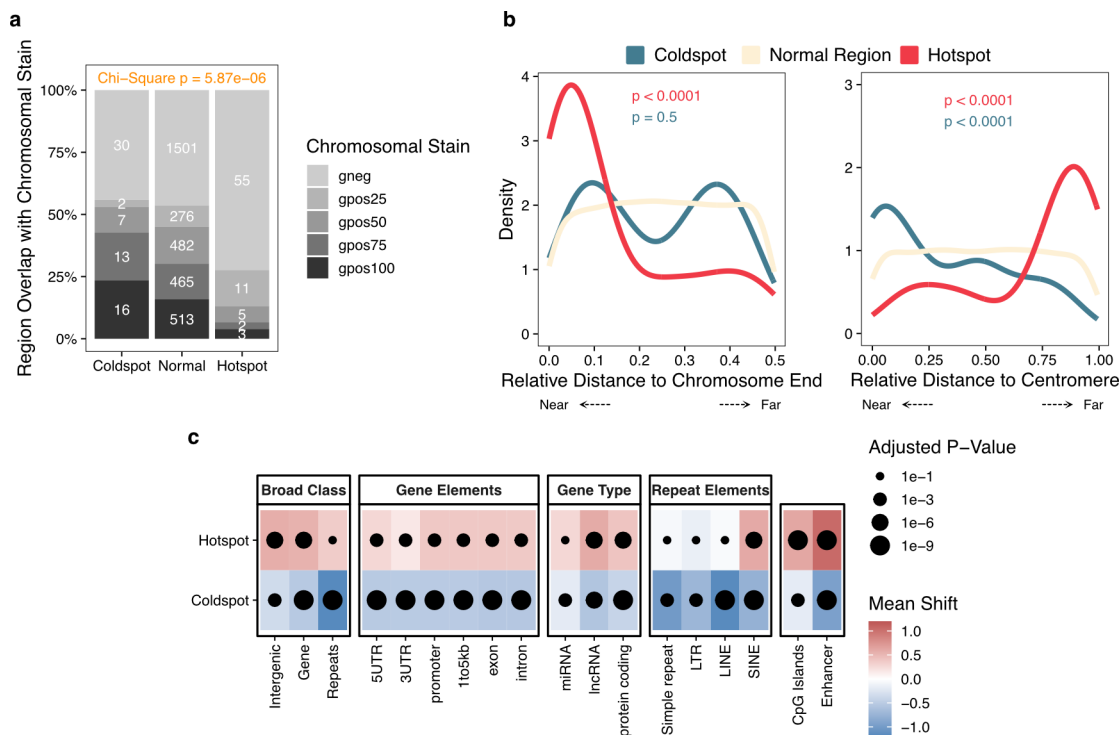 a
Chi-Square p = 5.87e-06
Region Overlap with Chromosomal Stain
100%
75%
50%
25%
0%
30
2
7
13
16
1501
276
482
465
513
55
11
5
2
3
Coldspot Normal Hotspot
Chromosomal Stain
gneg
gpos25
gpos50
gpos75
gpos100
b
Coldspot Normal Region Hotspot
Density
4
3
2
1
0
p < 0.0001
p = 0.5
0.0 0.1 0.2 0.3 0.4 0.5
Relative Distance to Chromosome End
Near Far
3
2
1
0
p < 0.0001
p < 0.0001
0.00 0.25 0.50 0.75 1.00
Relative Distance to Centromere
Near Far
c
Broad Class Gene Elements Gene Type Repeat Elements
Hotspot
Coldspot
Intergenic
Gene
Repeats
5UTR
3UTR
promoter
1to5kb
exon
intron
miRNA
lncRNA
protein coding
Simple repeat
LTR
LINE
SINE
CpG Islands
Enhancer
Adjusted P-Value
1e-1
1e-3
1e-6
1e-9
Mean Shift
1.0
0.5
0.0
-0.5
-1.0